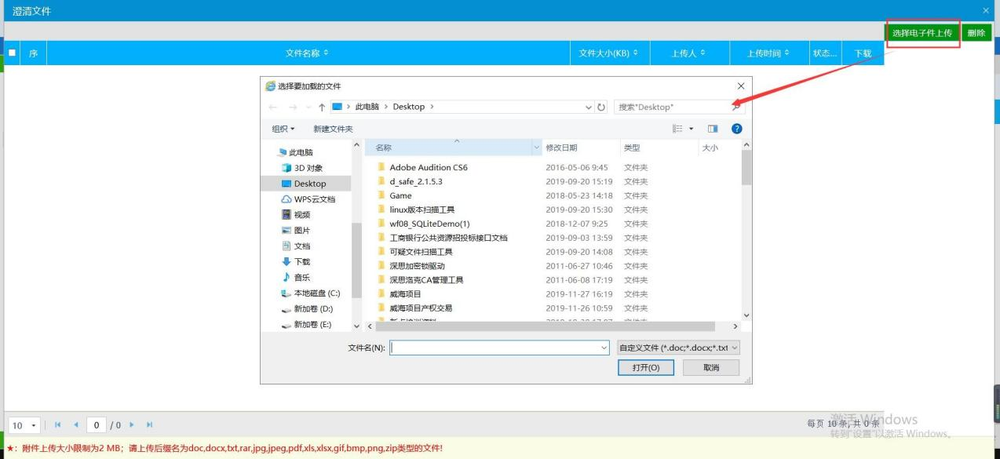 澄清文件
选择电子件上传 删除
序 文件名称 文件大小(KB) 上传人 上传时间 状态... 下载
选择要加载的文件
此电脑 > Desktop >
搜索"Desktop"
组织 新建文件夹
此电脑
3D 对象
Desktop
WPS云文档
视频
图片
文档
下载
音乐
本地磁盘 (C:)
新加卷 (D:)
新加卷 (E:)
名称 修改日期 类型 大小
Adobe Audition CS6 2016-05-06 9:45 文件夹
d_safe_2.1.5.3 2019-09-20 15:19 文件夹
Game 2018-05-23 14:18 文件夹
linux版本扫描工具 2019-09-20 15:30 文件夹
wf08_SQLiteDemo(1) 2018-12-07 9:25 文件夹
工商银行公共资源招投标接口文档 2019-09-03 13:59 文件夹
可疑文件扫描工具 2019-09-20 14:08 文件夹
深思加密锁驱动 2011-06-27 10:46 文件夹
深思洛克CA管理工具 2011-06-08 17:19 文件夹
威海项目 2019-11-27 16:19 文件夹
威海项目产权交易 2019-11-26 10:59 文件夹
文件名(N): 自定义文件 (*.doc;*.docx;*.txt
打开(O) 取消
10 0 / 0 每页 10 条, 共 0 条
激活 Windows
转到"设置"以激活 Windows。
★: 附件上传大小限制为2 MB；请上传后缀名为doc,docx,txt,rar,jpg,jpeg,pdf,xls,xlsx,gif,bmp,png,zip类型的文件!